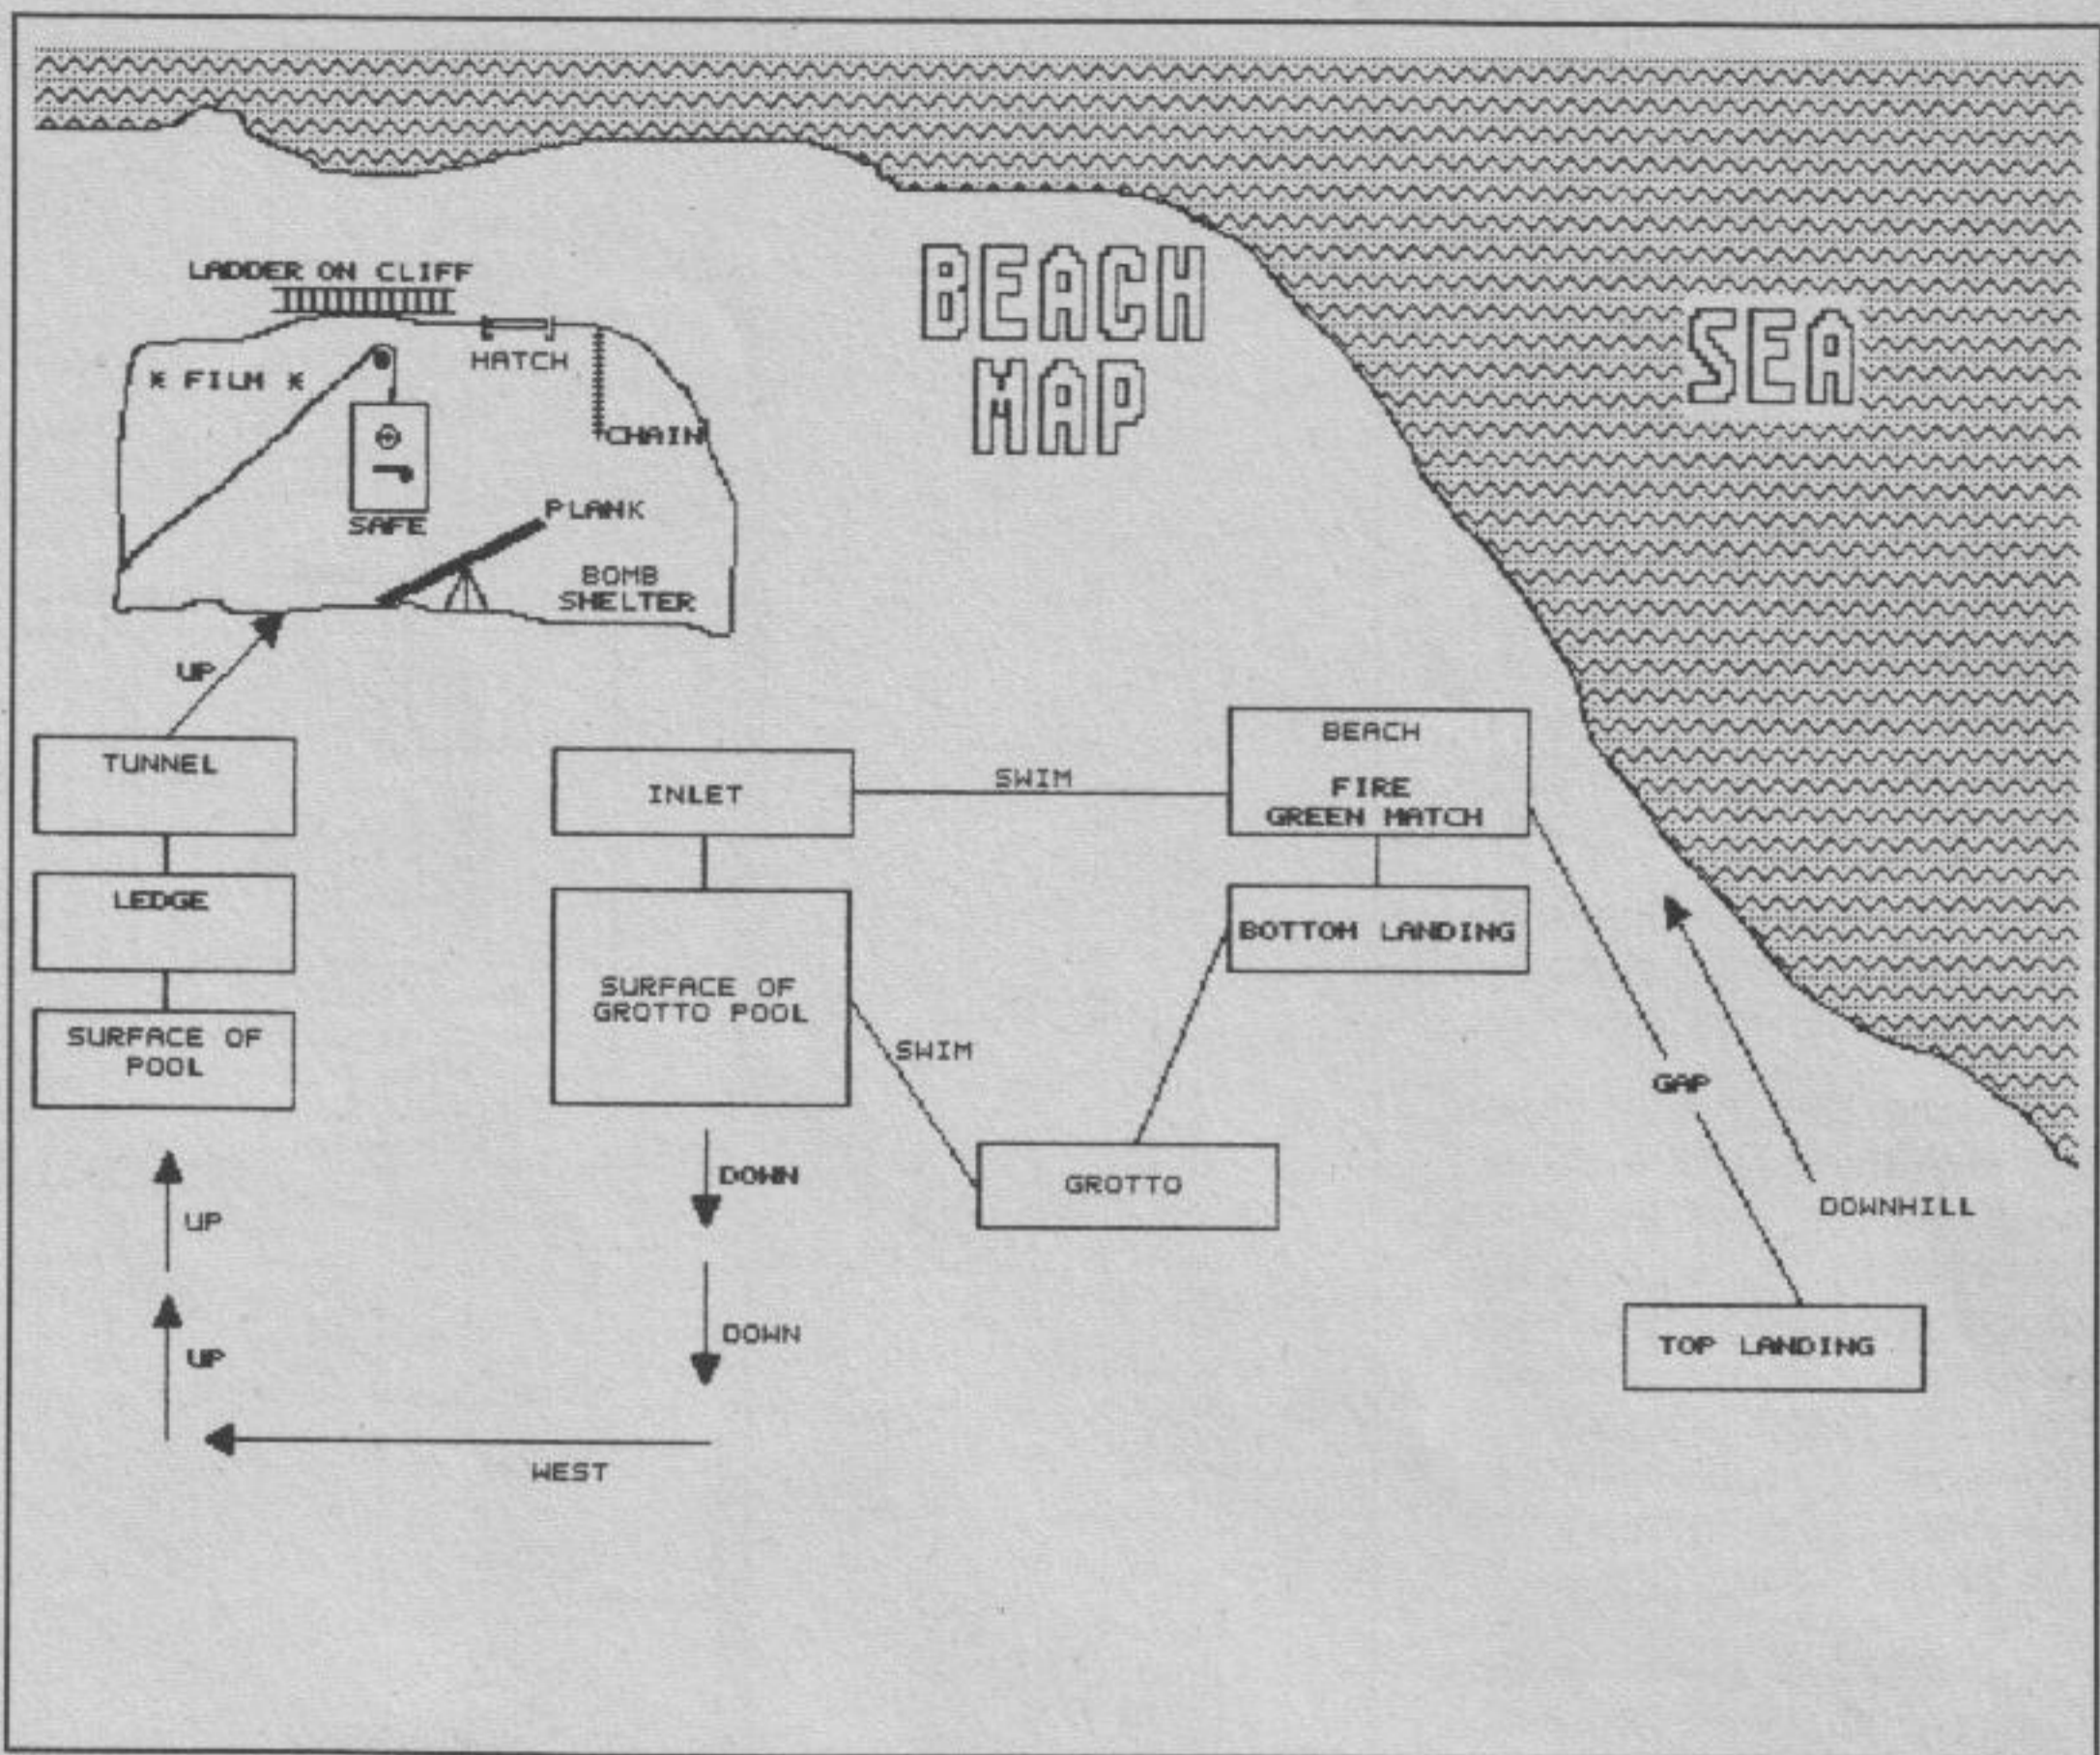 BEACH
MAP
SEA
LADDER ON CLIFF
HATCH
* FILM *
CHAIN
SAFE
PLANK
BOMB
SHELTER
UP
TUNNEL
INLET
SWIM
BEACH
FIRE
GREEN MATCH
LEDGE
BOTTOM LANDING
SURFACE OF
GROTTO POOL
SURFACE OF
POOL
SWIM
GAP
DOWN
GROTTO
DOWNHILL
UP
DOWN
UP
TOP LANDING
WEST